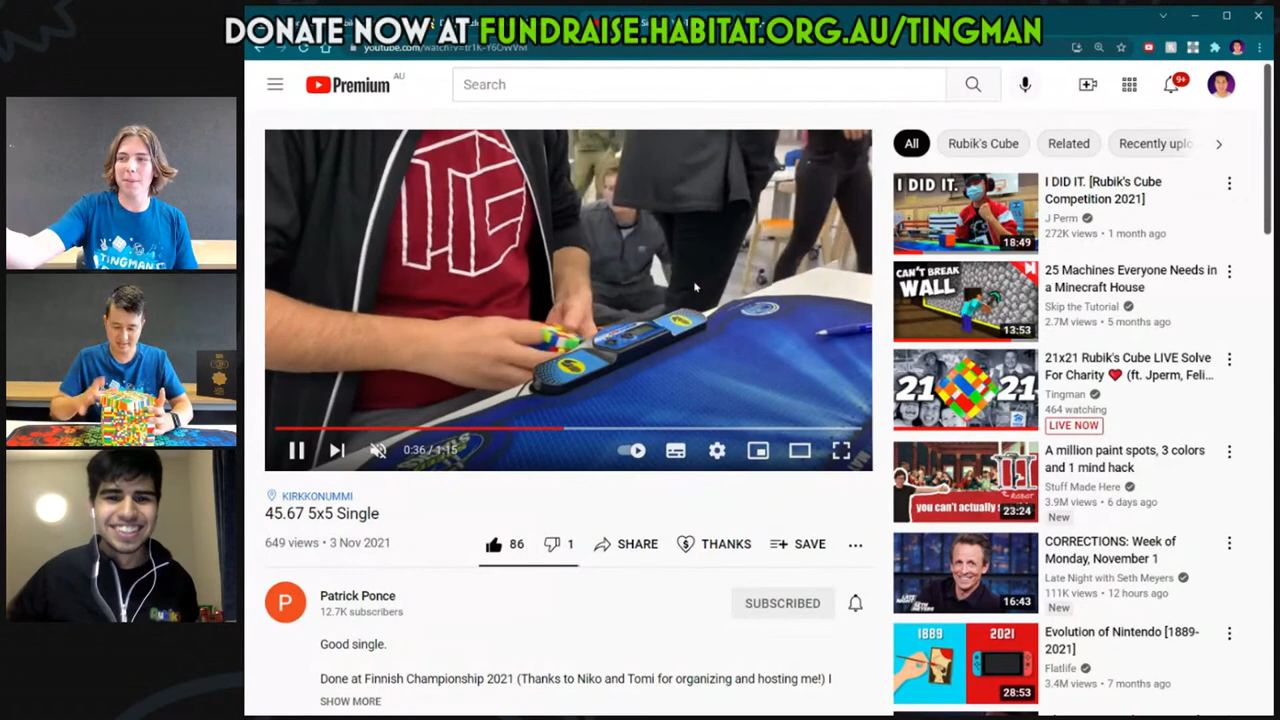 DONATE NOW AT FUNDRAISE.HABITAT.ORG.AU/TINGMAN
Premium AU
Search
9+
TINGMAN
0:36 / 1:15
KIRKKONUMMI
45.67 5x5 Single
649 views • 3 Nov 2021
86
1
SHARE
THANKS
SAVE
P
Patrick Ponce
12.7K subscribers
SUBSCRIBED
Good single.
Done at Finnish Championship 2021 (Thanks to Niko and Tomi for organizing and hosting me!) I
SHOW MORE
All
Rubik's Cube
Related
Recently uplo
I DID IT.
18:49
I DID IT. [Rubik's Cube
Competition 2021]
J Perm
272K views • 1 month ago
CAN'T BREAK
WALL
13:53
25 Machines Everyone Needs in
a Minecraft House
Skip the Tutorial
2.7M views • 5 months ago
21 21
21x21 Rubik's Cube LIVE Solve
For Charity ❤ (ft. Jperm, Feli...
Tingman
464 watching
LIVE NOW
you can't actually
23:24
A million paint spots, 3 colors
and 1 mind hack
Stuff Made Here
3.9M views • 6 days ago
New
16:43
CORRECTIONS: Week of
Monday, November 1
Late Night with Seth Meyers
111K views • 12 hours ago
New
1889 2021
28:53
Evolution of Nintendo [1889-
2021]
Flatlife
3.4M views • 7 months ago